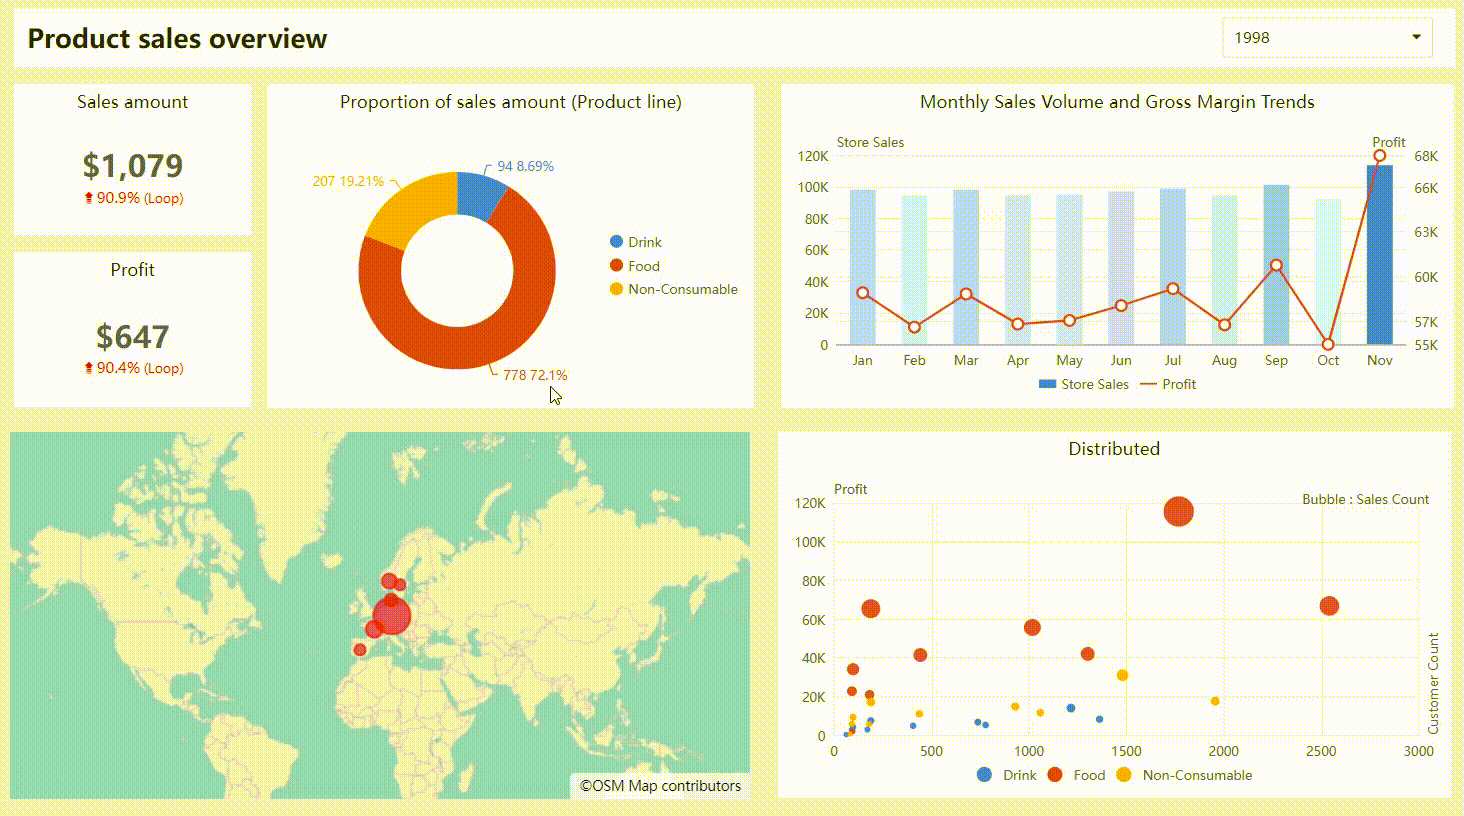 Product sales overview
1998
Sales amount
$1,079
90.9% (Loop)
Profit
$647
90.4% (Loop)
Proportion of sales amount (Product line)
94 8.69%
207 19.21%
778 72.1%
Drink
Food
Non-Consumable
Monthly Sales Volume and Gross Margin Trends
Store Sales
Profit
120K
100K
80K
60K
40K
20K
0
68K
66K
63K
60K
57K
55K
Jan Feb Mar Apr May Jun Jul Aug Sep Oct Nov
Store Sales Profit
©OSM Map contributors
Distributed
Profit
Bubble : Sales Count
120K
100K
80K
60K
40K
20K
0
Customer Count
0 500 1000 1500 2000 2500 3000
Drink Food Non-Consumable